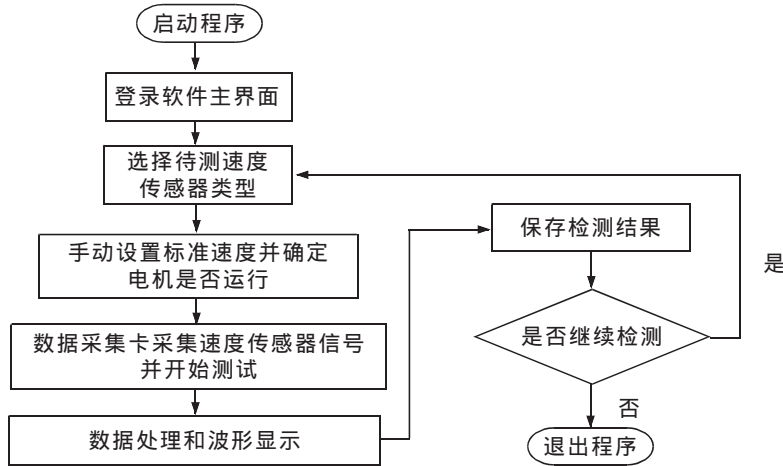 启动程序
登录软件主界面
选择待测速度
传感器类型
手动设置标准速度并确定
电机是否运行
数据采集卡采集速度传感器信号
并开始测试
数据处理和波形显示
保存检测结果
是否继续检测
是
否
退出程序